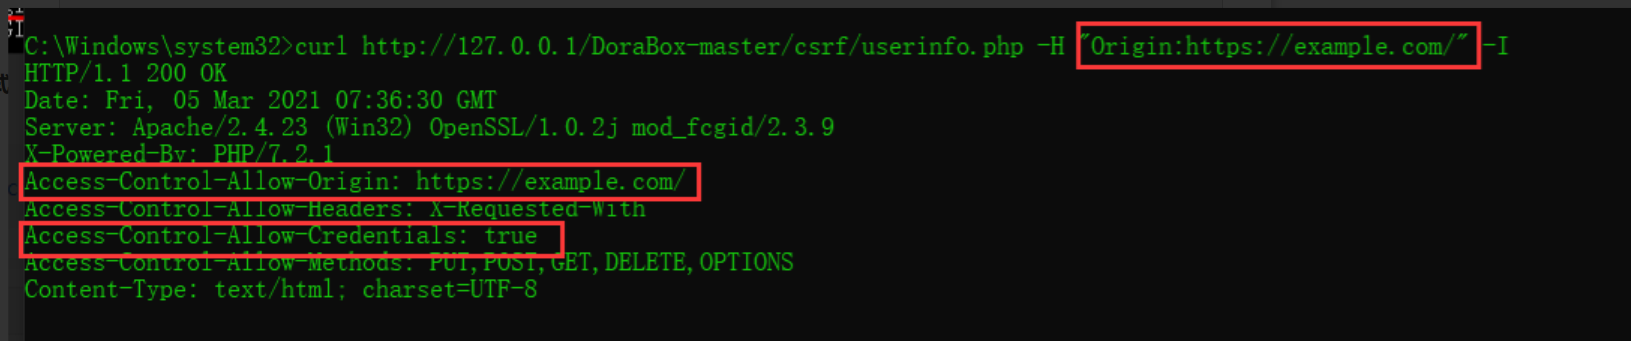 C:\Windows\system32>curl http://127.0.0.1/DoraBox-master/csrf/userinfo.php -H "Origin:https://example.com/" -I
HTTP/1.1 200 OK
Date: Fri, 05 Mar 2021 07:36:30 GMT
Server: Apache/2.4.23 (Win32) OpenSSL/1.0.2j mod_fcgid/2.3.9
X-Powered-By: PHP/7.2.1
Access-Control-Allow-Origin: https://example.com/
Access-Control-Allow-Headers: X-Requested-With
Access-Control-Allow-Credentials: true
Access-Control-Allow-Methods: PUT,POST,GET,DELETE,OPTIONS
Content-Type: text/html; charset=UTF-8